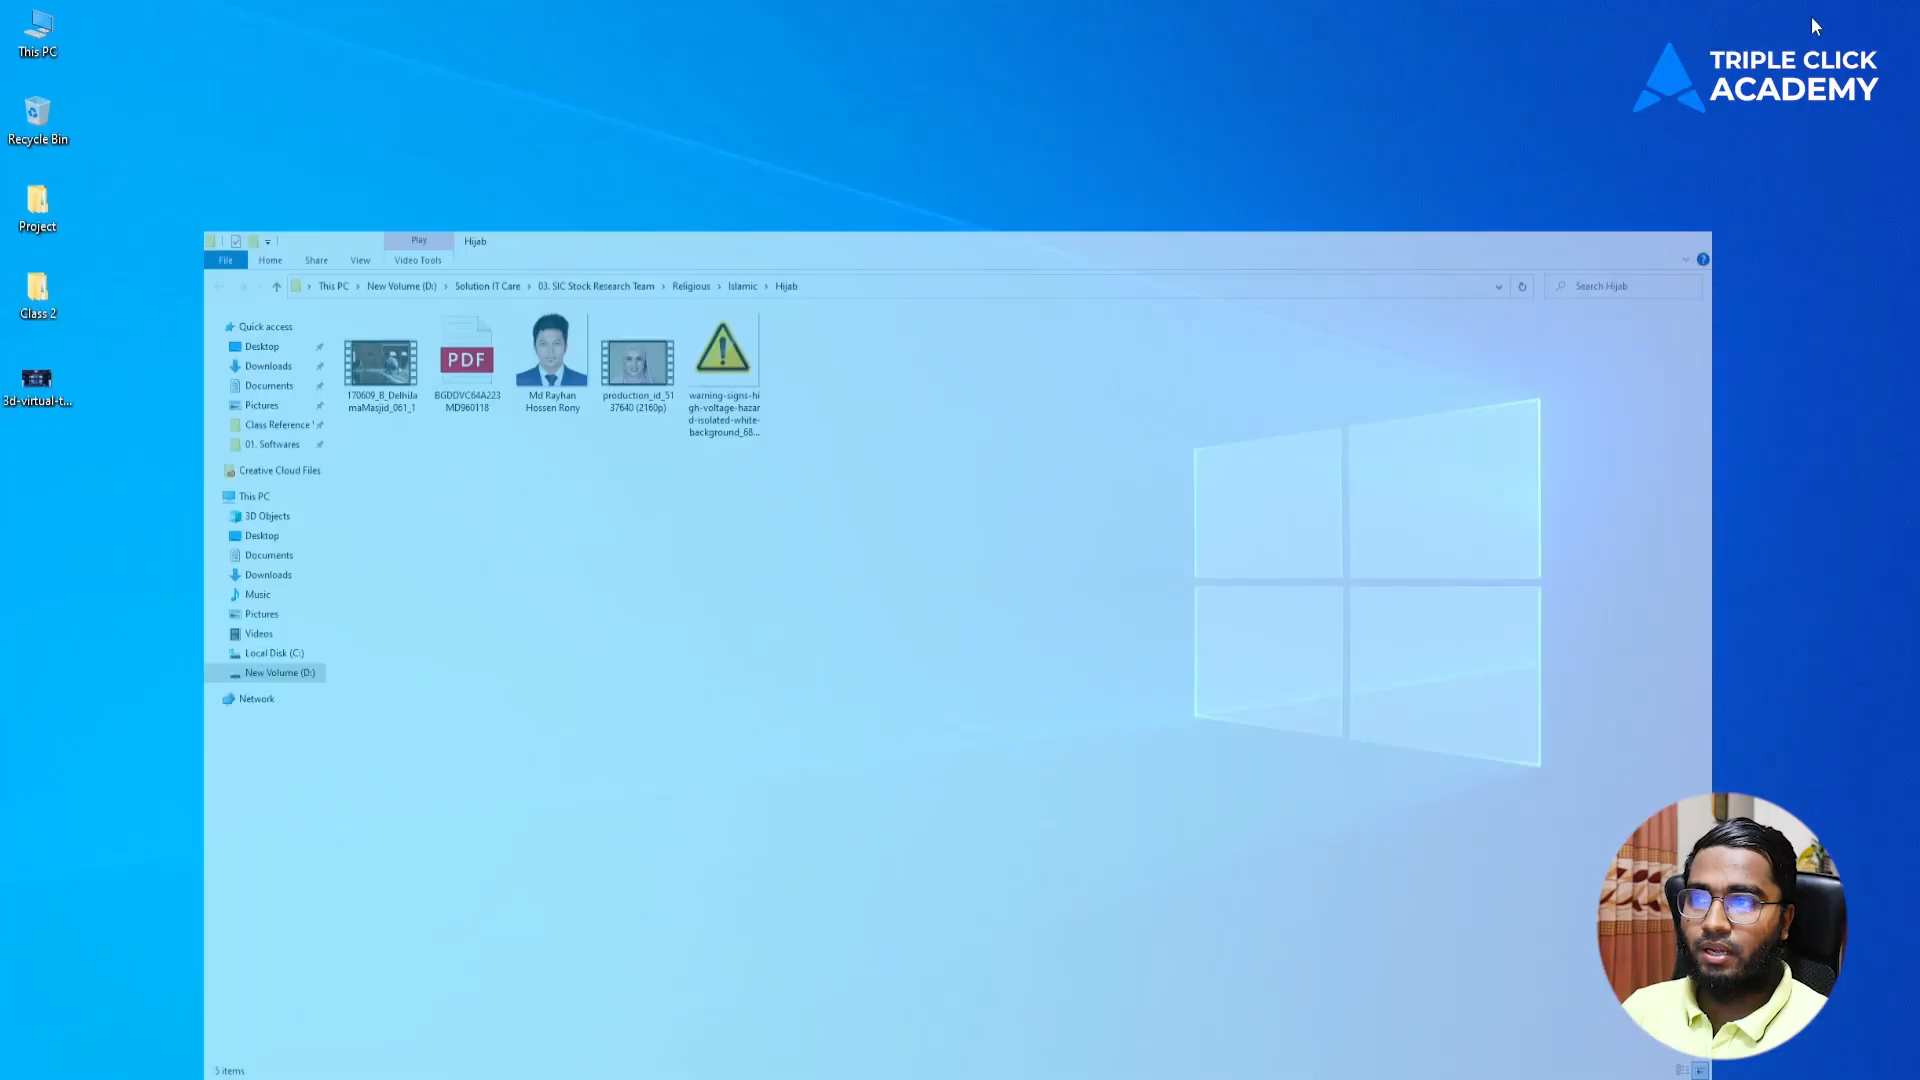 This PC
Recycle Bin
Project
Class 2
3d-virtual-t...
TRIPLE CLICK
ACADEMY
Play
Hijab
File
Home
Share
View
Video Tools
This PC
New Volume (D:)
Solution IT Care
03. SIC Stock Research Team
Religious
Islamic
Hijab
Search Hijab
Quick access
Desktop
Downloads
Documents
Pictures
Class Reference
01. Softwares
Creative Cloud Files
This PC
3D Objects
Desktop
Documents
Downloads
Music
Pictures
Videos
Local Disk (C:)
New Volume (D:)
Network
170609_B_DelhiJa
maMasjid_061_1
PDF
BGDDVC64A223
MD960118
Md Rayhan
Hossen Rony
production_id_51
37640 (2160p)
warning-signs-hi
gh-voltage-hazar
d-isolated-white-
background_68...
5 items